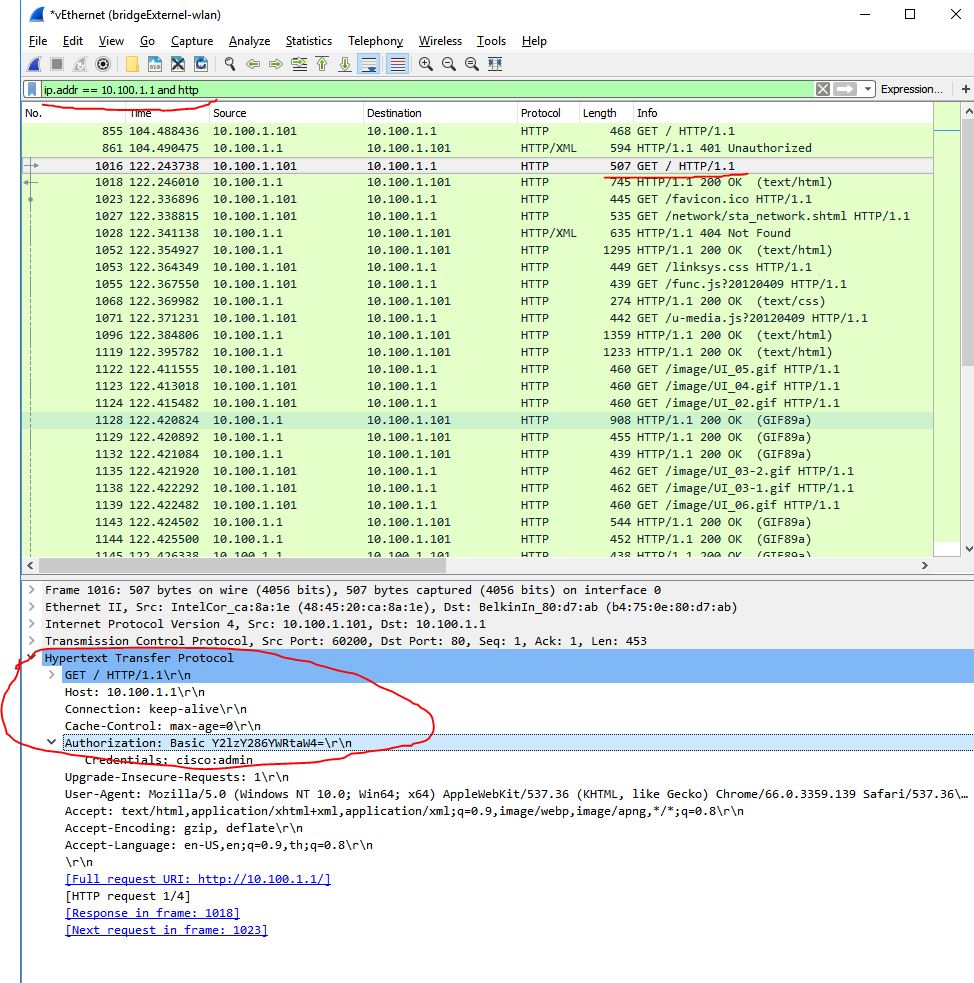 *vEthernet (bridgeExternel-wlan)
File Edit View Go Capture Analyze Statistics Telephony Wireless Tools Help
ip.addr == 10.100.1.1 and http Expression... +
No. Time Source Destination Protocol Length Info
855 104.488436 10.100.1.101 10.100.1.1 HTTP 468 GET / HTTP/1.1
861 104.490475 10.100.1.1 10.100.1.101 HTTP/XML 594 HTTP/1.1 401 Unauthorized
1016 122.243738 10.100.1.101 10.100.1.1 HTTP 507 GET / HTTP/1.1
1018 122.246010 10.100.1.1 10.100.1.101 HTTP 745 HTTP/1.1 200 OK (text/html)
1023 122.336896 10.100.1.101 10.100.1.1 HTTP 445 GET /favicon.ico HTTP/1.1
1027 122.338815 10.100.1.101 10.100.1.1 HTTP 535 GET /network/sta_network.shtml HTTP/1.1
1028 122.341138 10.100.1.1 10.100.1.101 HTTP/XML 635 HTTP/1.1 404 Not Found
1052 122.354927 10.100.1.1 10.100.1.101 HTTP 1295 HTTP/1.1 200 OK (text/html)
1053 122.364349 10.100.1.101 10.100.1.1 HTTP 449 GET /linksys.css HTTP/1.1
1055 122.367550 10.100.1.101 10.100.1.1 HTTP 439 GET /func.js?20120409 HTTP/1.1
1068 122.369982 10.100.1.1 10.100.1.101 HTTP 274 HTTP/1.1 200 OK (text/css)
1071 122.371231 10.100.1.101 10.100.1.1 HTTP 442 GET /u-media.js?20120409 HTTP/1.1
1096 122.384806 10.100.1.1 10.100.1.101 HTTP 1359 HTTP/1.1 200 OK (text/html)
1119 122.395782 10.100.1.1 10.100.1.101 HTTP 1233 HTTP/1.1 200 OK (text/html)
1122 122.411555 10.100.1.101 10.100.1.1 HTTP 460 GET /image/UI_05.gif HTTP/1.1
1123 122.413018 10.100.1.101 10.100.1.1 HTTP 460 GET /image/UI_04.gif HTTP/1.1
1124 122.415482 10.100.1.101 10.100.1.1 HTTP 460 GET /image/UI_02.gif HTTP/1.1
1128 122.420824 10.100.1.1 10.100.1.101 HTTP 908 HTTP/1.1 200 OK (GIF89a)
1129 122.420892 10.100.1.1 10.100.1.101 HTTP 455 HTTP/1.1 200 OK (GIF89a)
1132 122.421084 10.100.1.1 10.100.1.101 HTTP 439 HTTP/1.1 200 OK (GIF89a)
1135 122.421920 10.100.1.101 10.100.1.1 HTTP 462 GET /image/UI_03-2.gif HTTP/1.1
1138 122.422292 10.100.1.101 10.100.1.1 HTTP 462 GET /image/UI_03-1.gif HTTP/1.1
1139 122.422482 10.100.1.101 10.100.1.1 HTTP 460 GET /image/UI_06.gif HTTP/1.1
1143 122.424502 10.100.1.1 10.100.1.101 HTTP 544 HTTP/1.1 200 OK (GIF89a)
1144 122.425500 10.100.1.1 10.100.1.101 HTTP 452 HTTP/1.1 200 OK (GIF89a)
1145 122.426338 10.100.1.1 10.100.1.101 HTTP 438 HTTP/1.1 200 OK (GIF89a)
Frame 1016: 507 bytes on wire (4056 bits), 507 bytes captured (4056 bits) on interface 0
Ethernet II, Src: IntelCor_ca:8a:1e (48:45:20:ca:8a:1e), Dst: BelkinIn_80:d7:ab (b4:75:0e:80:d7:ab)
Internet Protocol Version 4, Src: 10.100.1.101, Dst: 10.100.1.1
Transmission Control Protocol, Src Port: 60200, Dst Port: 80, Seq: 1, Ack: 1, Len: 453
Hypertext Transfer Protocol
GET / HTTP/1.1\r\n
Host: 10.100.1.1\r\n
Connection: keep-alive\r\n
Cache-Control: max-age=0\r\n
Authorization: Basic Y2lzY286YWRtaW4=\r\n
Credentials: cisco:admin
Upgrade-Insecure-Requests: 1\r\n
User-Agent: Mozilla/5.0 (Windows NT 10.0; Win64; x64) AppleWebKit/537.36 (KHTML, like Gecko) Chrome/66.0.3359.139 Safari/537.36\…
Accept: text/html,application/xhtml+xml,application/xml;q=0.9,image/webp,image/apng,*/*;q=0.8\r\n
Accept-Encoding: gzip, deflate\r\n
Accept-Language: en-US,en;q=0.9,th;q=0.8\r\n
\r\n
[Full request URI: http://10.100.1.1/]
[HTTP request 1/4]
[Response in frame: 1018]
[Next request in frame: 1023]